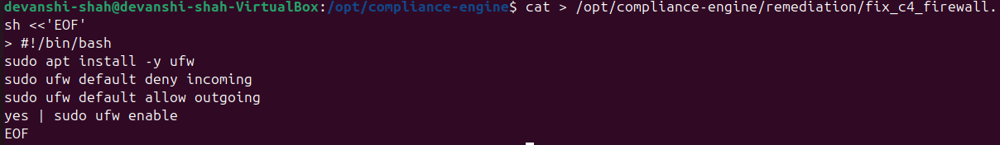 devanshi-shah@devanshi-shah-VirtualBox:/opt/compliance-engine$ cat > /opt/compliance-engine/remediation/fix_c4_firewall.
sh <<'EOF'
> #!/bin/bash
sudo apt install -y ufw
sudo ufw default deny incoming
sudo ufw default allow outgoing
yes | sudo ufw enable
EOF